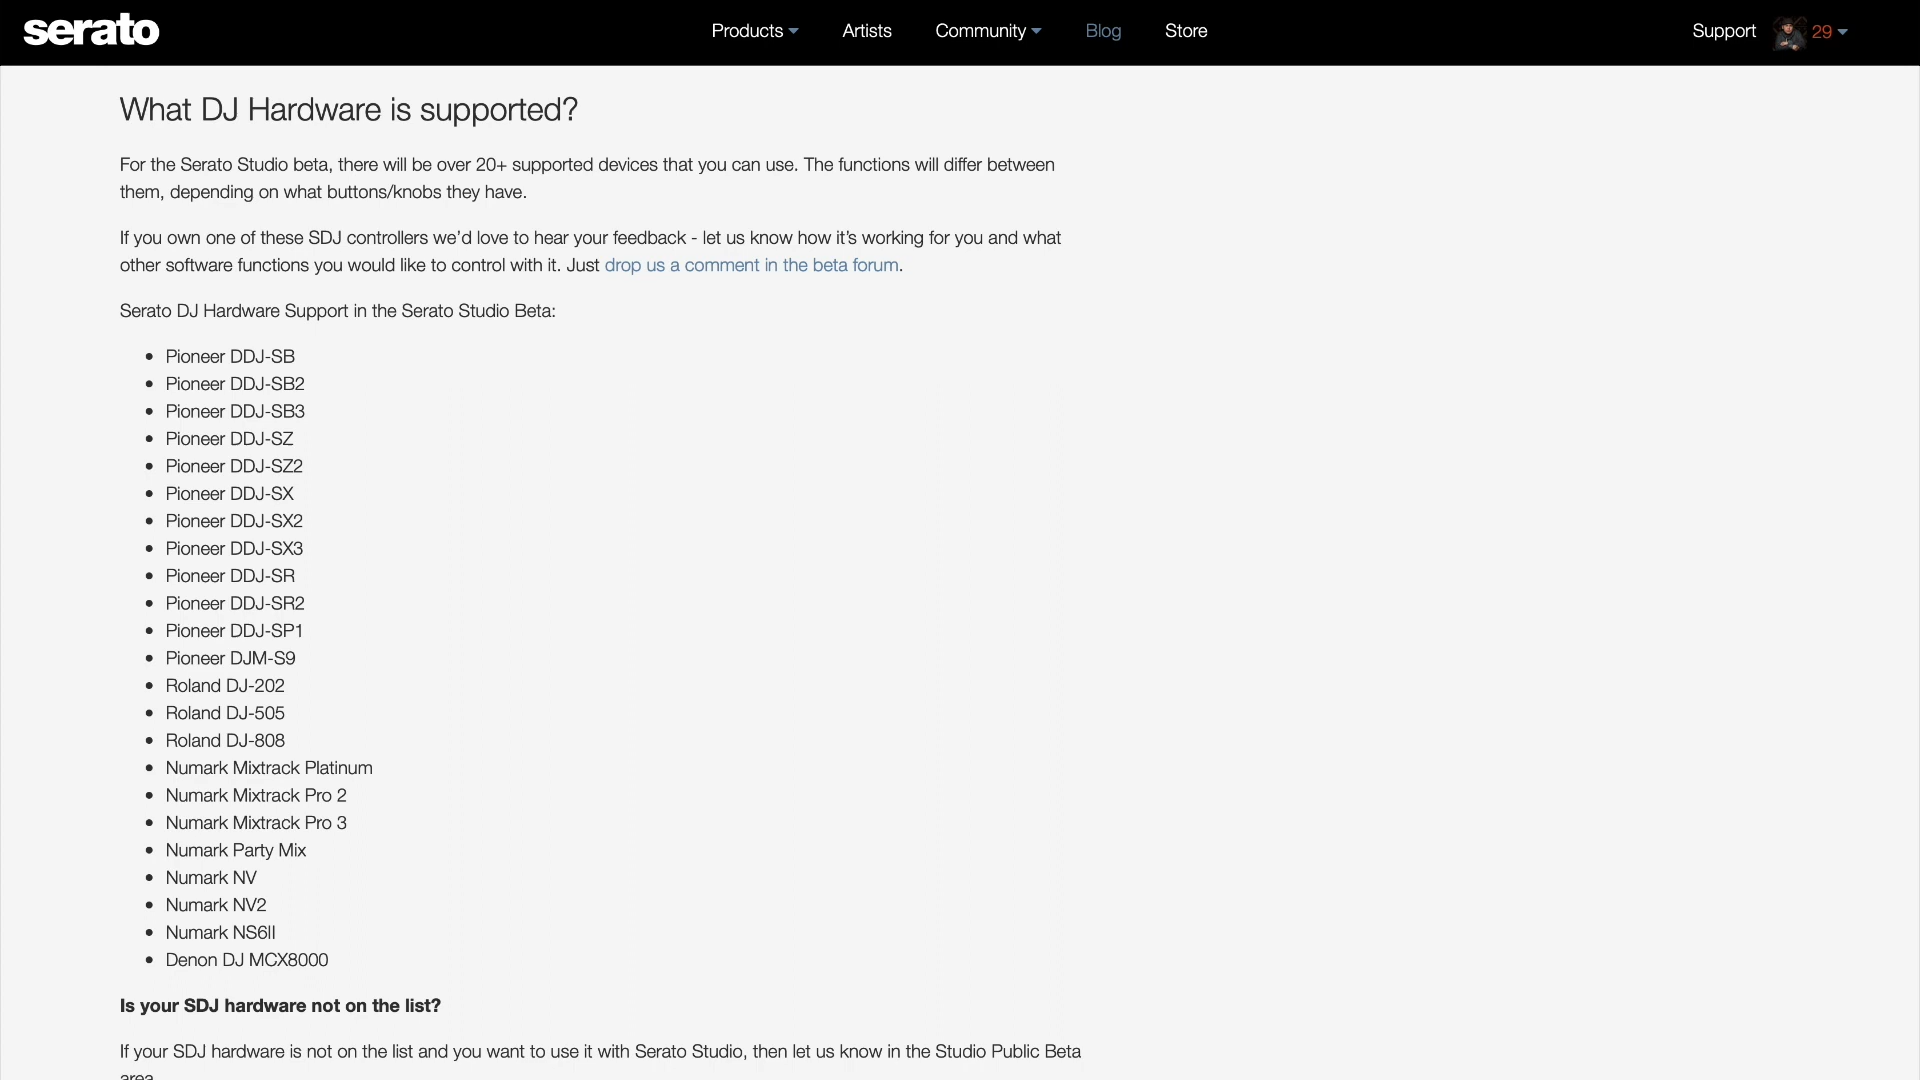 serato
Products
Artists
Community
Blog
Store
Support
29
What DJ Hardware is supported?
For the Serato Studio beta, there will be over 20+ supported devices that you can use. The functions will differ between
them, depending on what buttons/knobs they have.
If you own one of these SDJ controllers we'd love to hear your feedback - let us know how it's working for you and what
other software functions you would like to control with it. Just drop us a comment in the beta forum.
Serato DJ Hardware Support in the Serato Studio Beta:
• Pioneer DDJ-SB
• Pioneer DDJ-SB2
• Pioneer DDJ-SB3
• Pioneer DDJ-SZ
• Pioneer DDJ-SZ2
• Pioneer DDJ-SX
• Pioneer DDJ-SX2
• Pioneer DDJ-SX3
• Pioneer DDJ-SR
• Pioneer DDJ-SR2
• Pioneer DDJ-SP1
• Pioneer DJM-S9
• Roland DJ-202
• Roland DJ-505
• Roland DJ-808
• Numark Mixtrack Platinum
• Numark Mixtrack Pro 2
• Numark Mixtrack Pro 3
• Numark Party Mix
• Numark NV
• Numark NV2
• Numark NS6II
• Denon DJ MCX8000
Is your SDJ hardware not on the list?
If your SDJ hardware is not on the list and you want to use it with Serato Studio, then let us know in the Studio Public Beta
area